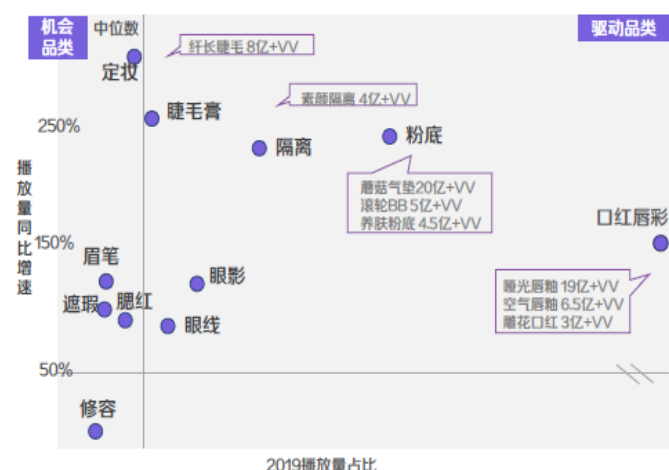 机会
品类
中位数
驱动品类
纤长睫毛 8亿+VV
定妆
素颜隔离 4亿+VV
睫毛膏
250%
粉底
隔离
播放量同比增速
蘑菇气垫20亿+VV
滚轮BB 5亿+VV
养肤粉底 4.5亿+VV
口红唇彩
150%
眉笔
眼影
哑光唇釉 19亿+VV
空气唇釉 6.5亿+VV
雕花口红 3亿+VV
遮瑕
腮红
眼线
50%
修容
2019播放量占比